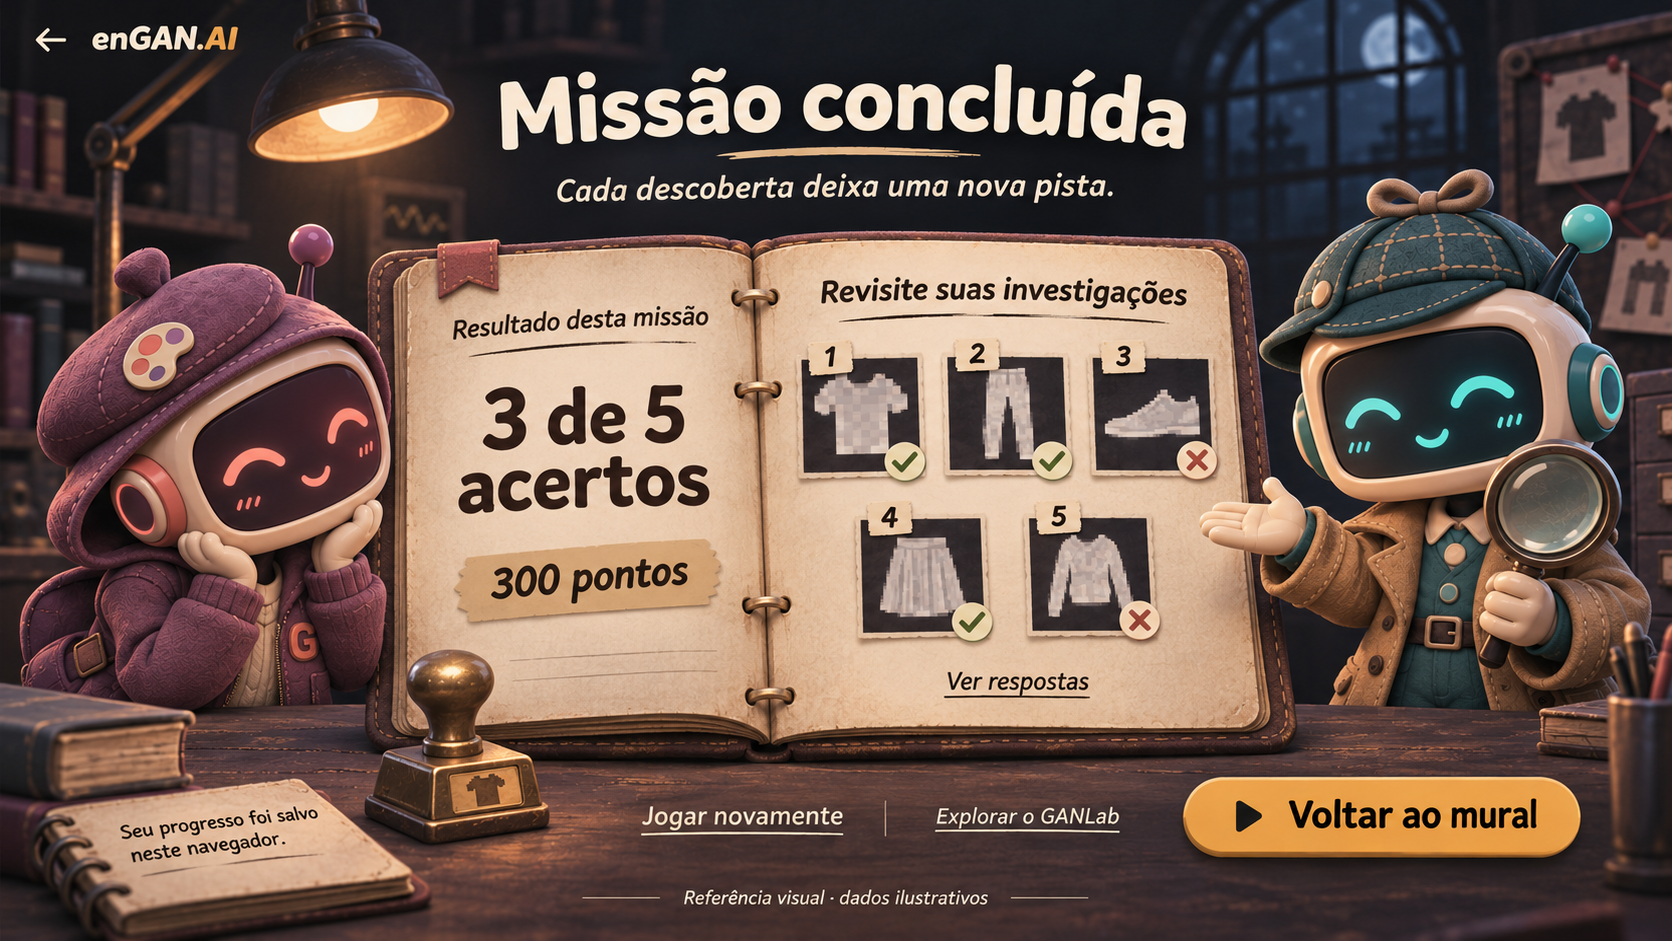 enGAN.AI
Missão concluída
Cada descoberta deixa uma nova pista.
Resultado desta missão
3 de 5
acertos
300 pontos
Revisite suas investigações
1
2
3
4
5
Ver respostas
G
Seu progresso foi salvo
neste navegador.
Jogar novamente
Explorar o GANLab
Voltar ao mural
Referência visual · dados ilustrativos